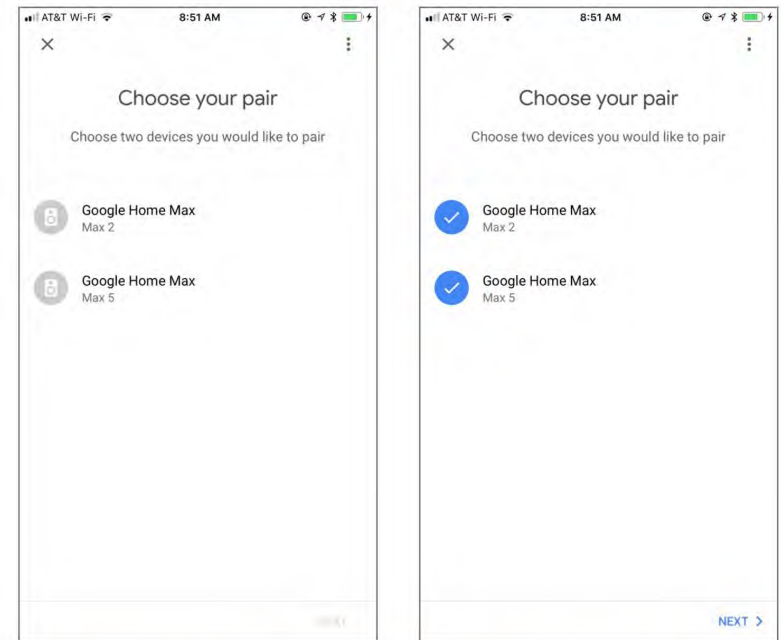 AT&T Wi-Fi 8:51 AM
Choose your pair
Choose two devices you would like to pair
Google Home Max
Max 2
Google Home Max
Max 5
AT&T Wi-Fi 8:51 AM
Choose your pair
Choose two devices you would like to pair
Google Home Max
Max 2
Google Home Max
Max 5
NEXT >